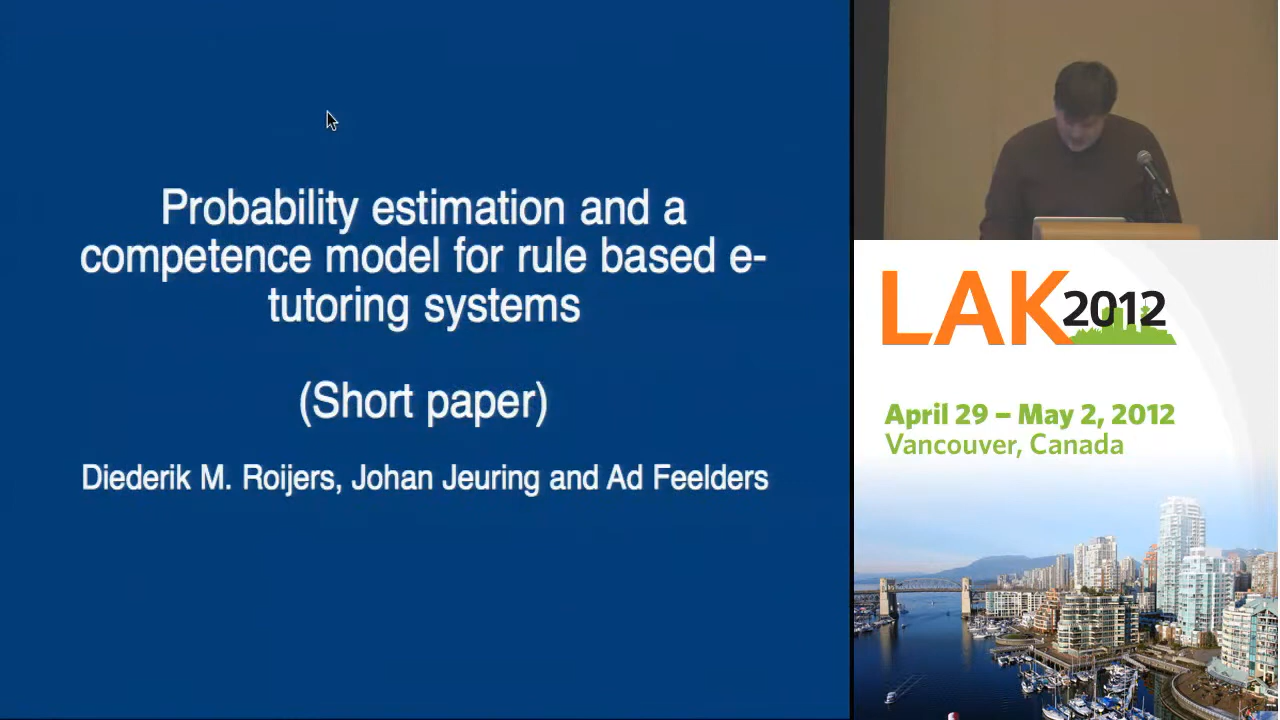 Probability estimation and a
competence model for rule based e-
tutoring systems
(Short paper)
Diederik M. Roijers, Johan Jeuring and Ad Feelders
LAK2012
April 29 – May 2, 2012
Vancouver, Canada